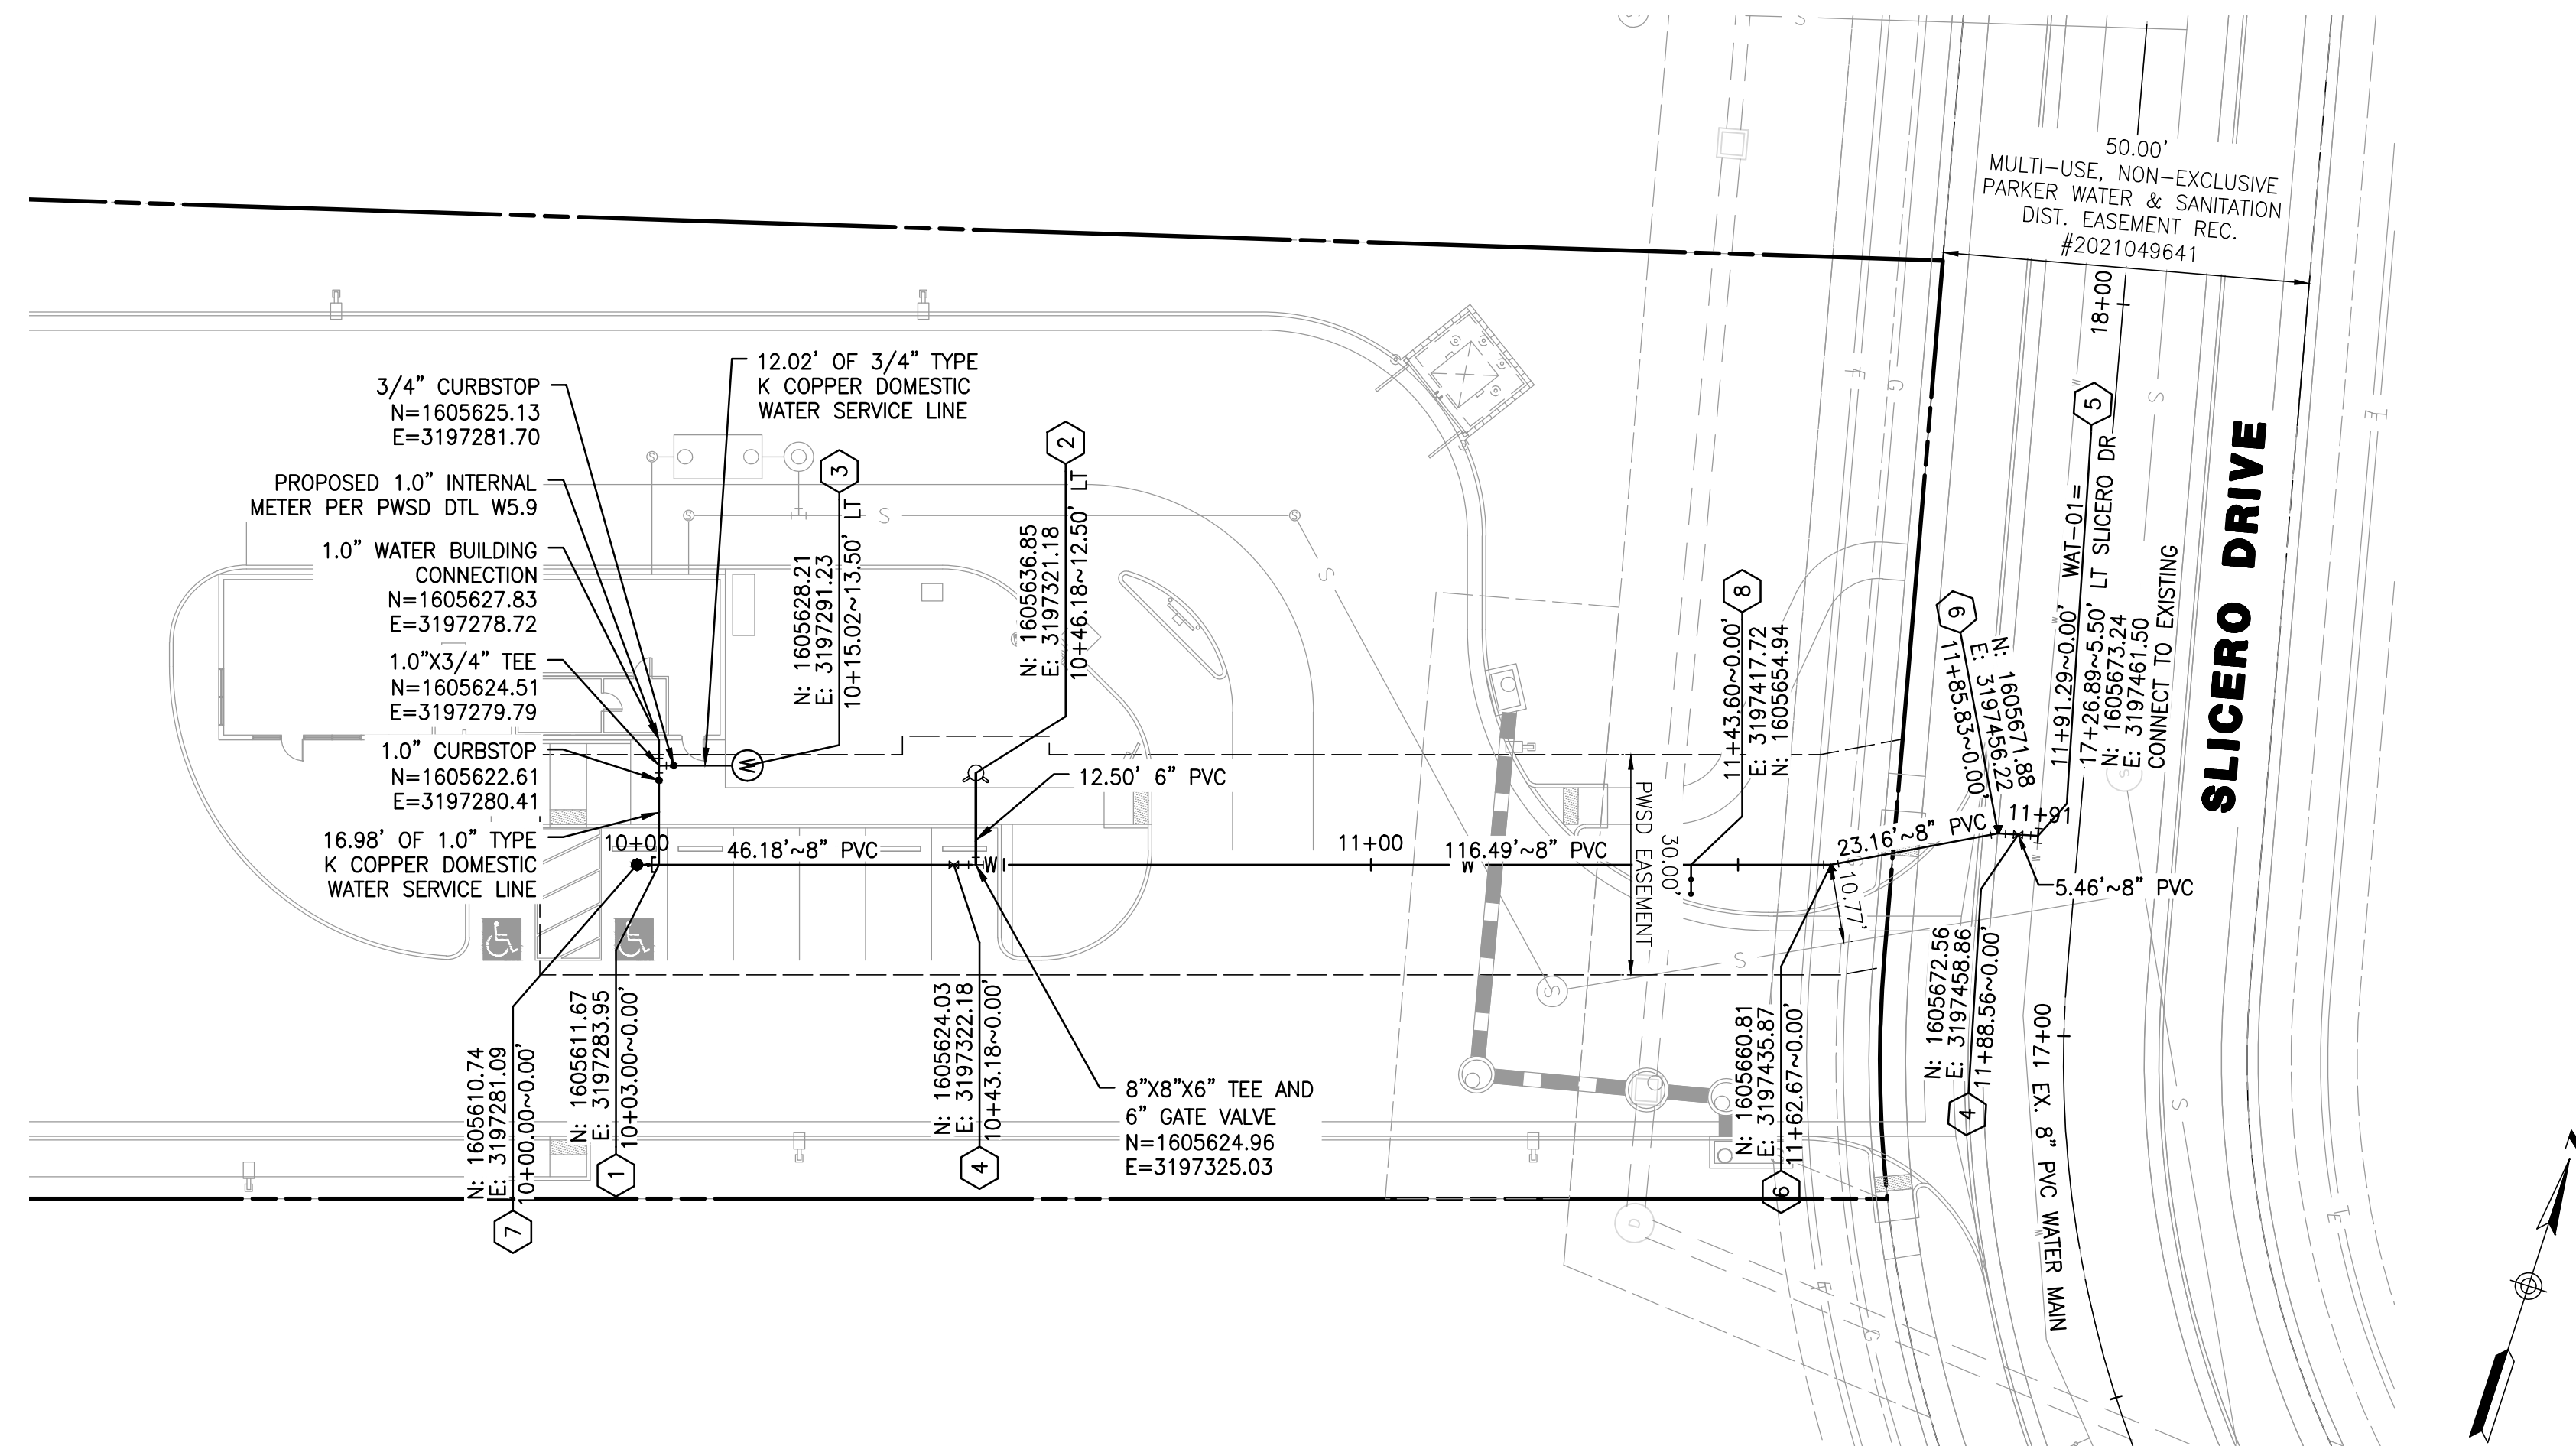 50.00'
MULTI-USE, NON-EXCLUSIVE
PARKER WATER & SANITATION
DIST. EASEMENT REC.
#2021049641
18+00
12.02' OF 3/4" TYPE
K COPPER DOMESTIC
WATER SERVICE LINE
3/4" CURBSTOP
N=1605625.13
E=3197281.70
PROPOSED 1.0" INTERNAL
METER PER PWSD DTL W5.9
1.0" WATER BUILDING
CONNECTION
N=1605627.83
E=3197278.72
1.0"X3/4" TEE
N=1605624.51
E=3197279.79
1.0" CURBSTOP
N=1605622.61
E=3197280.41
16.98' OF 1.0" TYPE
K COPPER DOMESTIC
WATER SERVICE LINE
3
N: 1605628.21
E: 3197291.23
10+15.02~13.50' LT
2
N: 1605636.85
E: 3197321.18
10+46.18~12.50' LT
8
11+43.60~0.00'
E: 3197417.72
N: 1605654.94
6
N: 1605671.88
E: 3197456.22
11+85.83~0.00'
5
11+91.29~0.00' WAT-01=
17+26.89~5.50' LT SLICERO DR
N: 1605673.24
E: 3197461.50
CONNECT TO EXISTING
SLICERO DRIVE
W
12.50' 6" PVC
10+00
46.18'~8" PVC
W
11+00
116.49'~8" PVC
W
PWSD EASEMENT
30.00'
23.16'~8" PVC
11+91
10.77'
5.46'~8" PVC
7
N: 1605610.74
E: 3197281.09
10+00.00~0.00'
1
N: 1605611.67
E: 3197283.95
10+03.00~0.00'
4
N: 1605624.03
E: 3197322.18
10+43.18~0.00'
8"X8"X6" TEE AND
6" GATE VALVE
N=1605624.96
E=3197325.03
6
N: 1605660.81
E: 3197435.87
11+62.67~0.00'
4
N: 1605672.56
E: 3197458.86
11+88.56~0.00'
17+00
EX. 8" PVC WATER MAIN
S
S
S
S
S
S
S
S
S
S
S
D
E
G
E
G
E
E
W
W
W